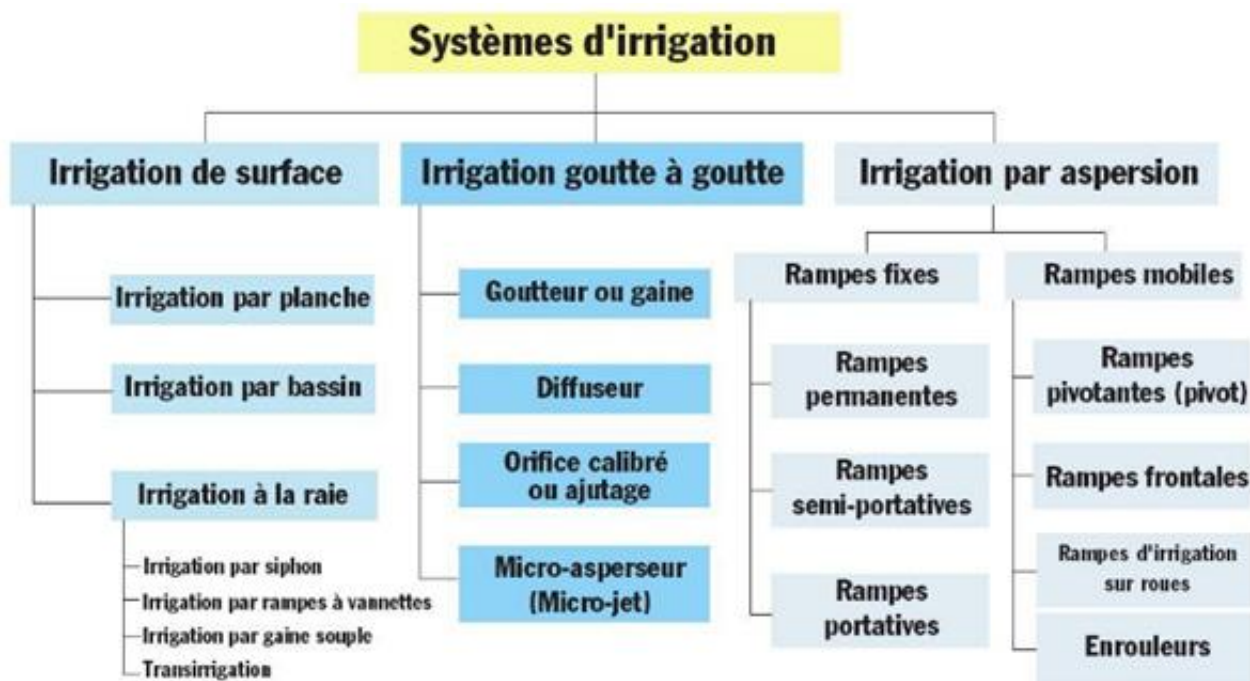 Systèmes d'irrigation
Irrigation de surface
Irrigation par planche
Irrigation par bassin
Irrigation à la raie
Irrigation par siphon
Irrigation par rampes à vannettes
Irrigation par gaine souple
Transirrigation
Irrigation goutte à goutte
Goutteur ou gaine
Diffuseur
Orifice calibré
ou ajutage
Micro-asperseur
(Micro-jet)
Irrigation par aspersion
Rampes fixes
Rampes
permanentes
Rampes
semi-portatives
Rampes
portatives
Rampes mobiles
Rampes
pivotantes (pivot)
Rampes frontales
Rampes d'irrigation
sur roues
Enrouleurs